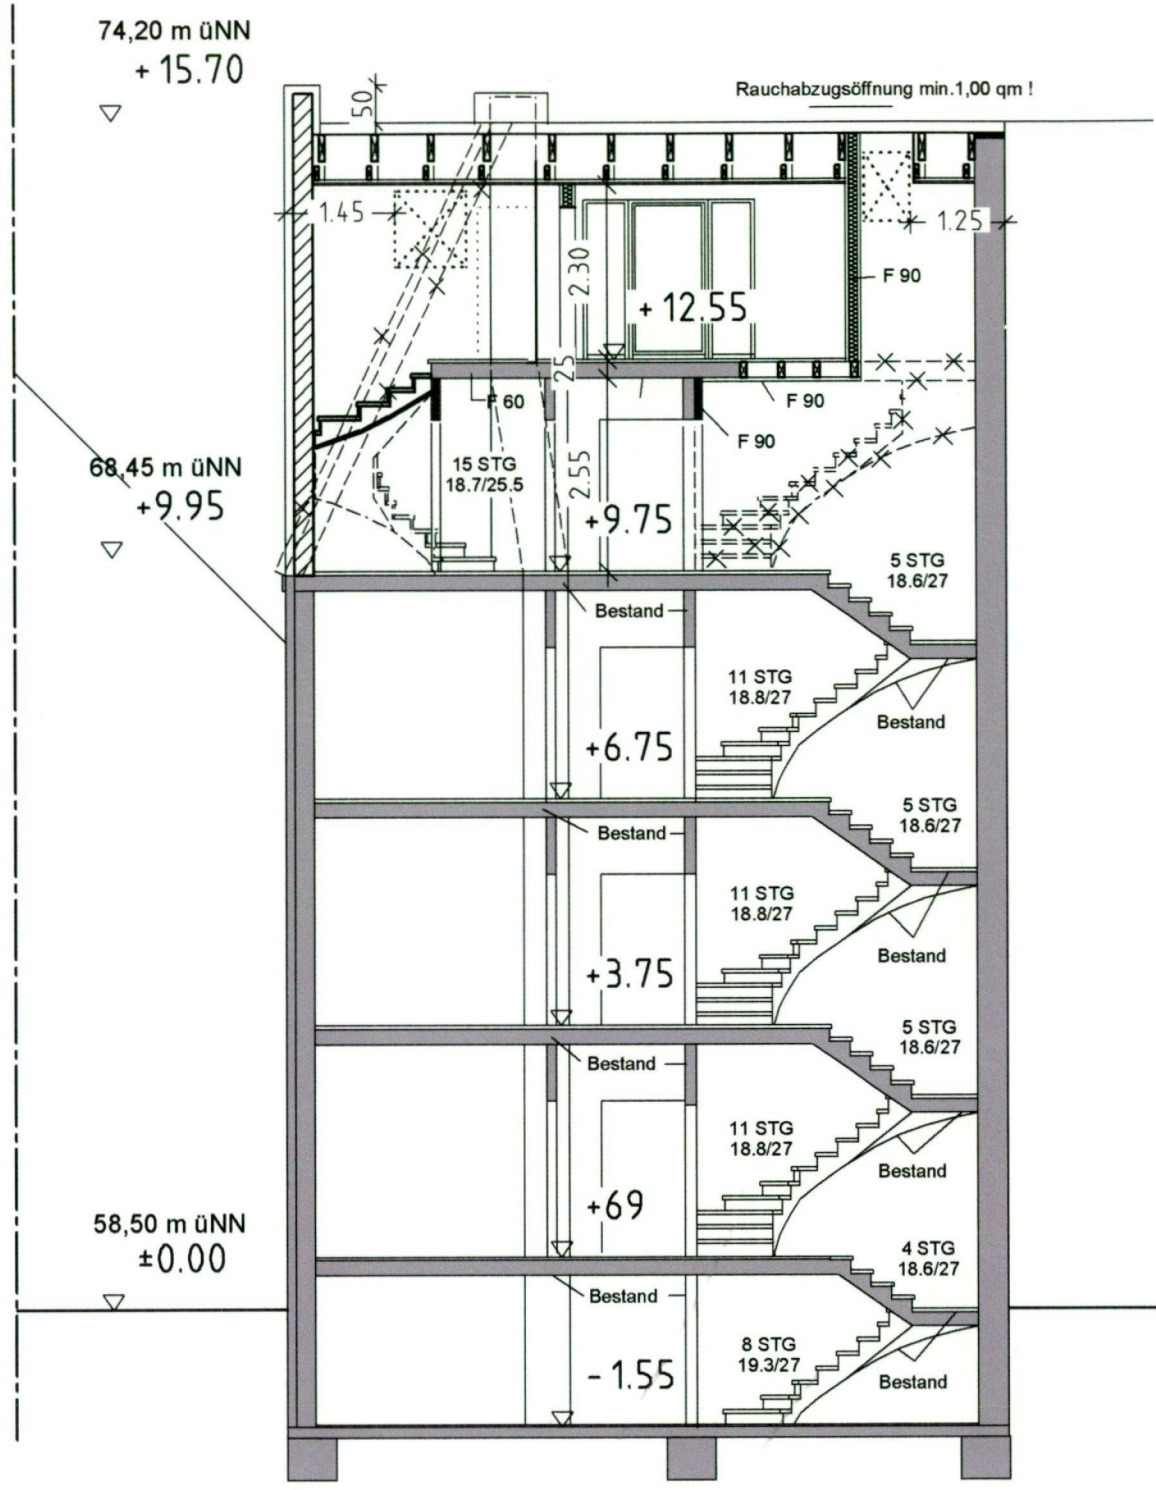 74,20 m üNN
+ 15.70
50
Rauchabzugsöffnung min.1,00 qm !
1.45
1.25
2.30
F 90
+ 12.55
25
F 60
F 90
F 90
15 STG
18.7/25.5
2.55
68,45 m üNN
+9.95
+9.75
5 STG
18.6/27
Bestand
11 STG
18.8/27
Bestand
+6.75
5 STG
18.6/27
Bestand
11 STG
18.8/27
Bestand
+3.75
5 STG
18.6/27
Bestand
11 STG
18.8/27
Bestand
+69
58,50 m üNN
±0.00
4 STG
18.6/27
Bestand
8 STG
19.3/27
- 1.55
Bestand